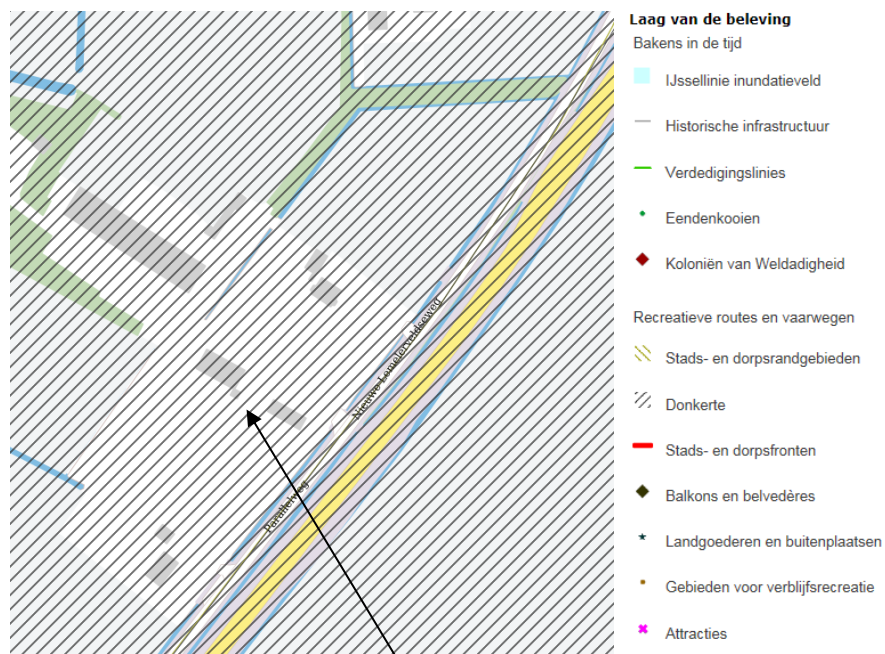 Laag van de beleving
Bakens in de tijd
IJssellinie inundatieveld
Historische infrastructuur
Verdedigingslinies
Eendenkooien
Koloniën van Weldadigheid
Recreatieve routes en vaarwegen
Stads- en dorpsrandgebieden
Donkerte
Stads- en dorpsfronten
Balkons en belvedères
Landgoederen en buitenplaatsen
Gebieden voor verblijfsrecreatie
Attracties
Nieuwe Lemelerveldseweg
Parallelweg